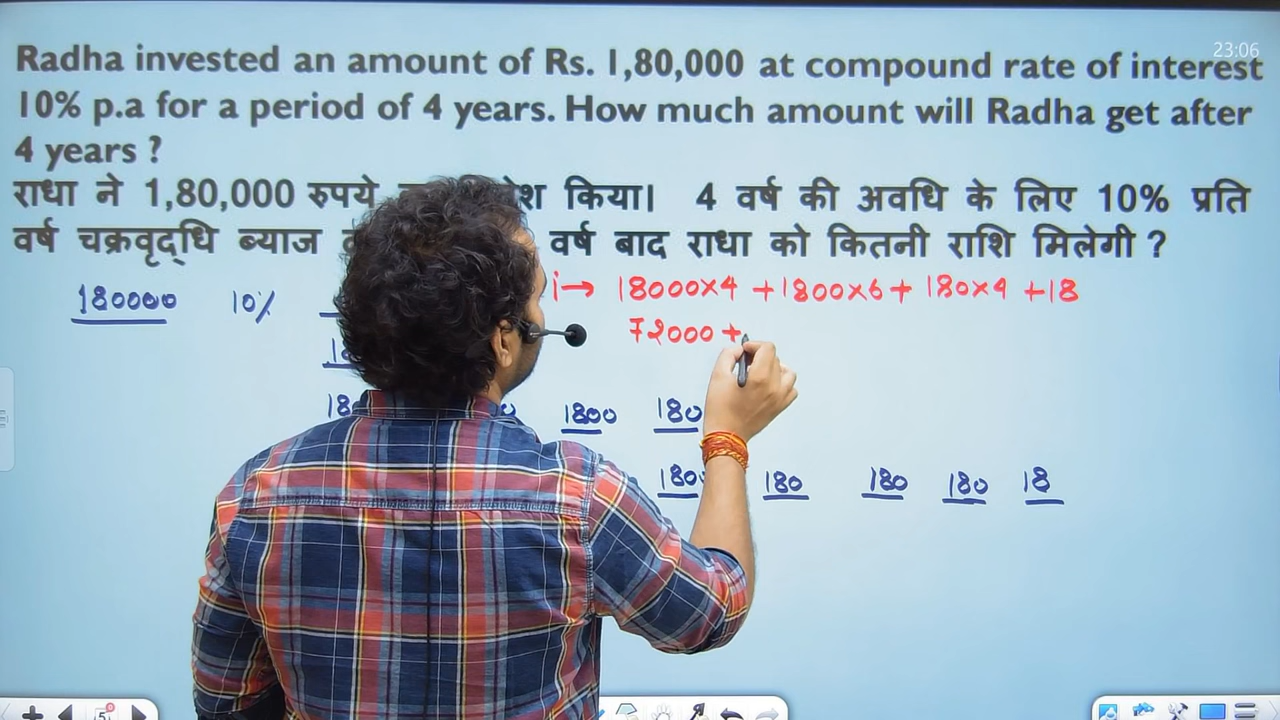 23:06
Radha invested an amount of Rs. 1,80,000 at compound rate of interest
10% p.a for a period of 4 years. How much amount will Radha get after
4 years ?
राधा ने 1,80,000 रुपये किया। 4 वर्ष की अवधि के लिए 10% प्रति
वर्ष चक्रवृद्धि ब्याज वर्ष बाद राधा को कितनी राशि मिलेगी ?
180000 10% i→ 18000×4 +1800×6 + 180×4 +18
72000 +
1800 180
180 180 180 18